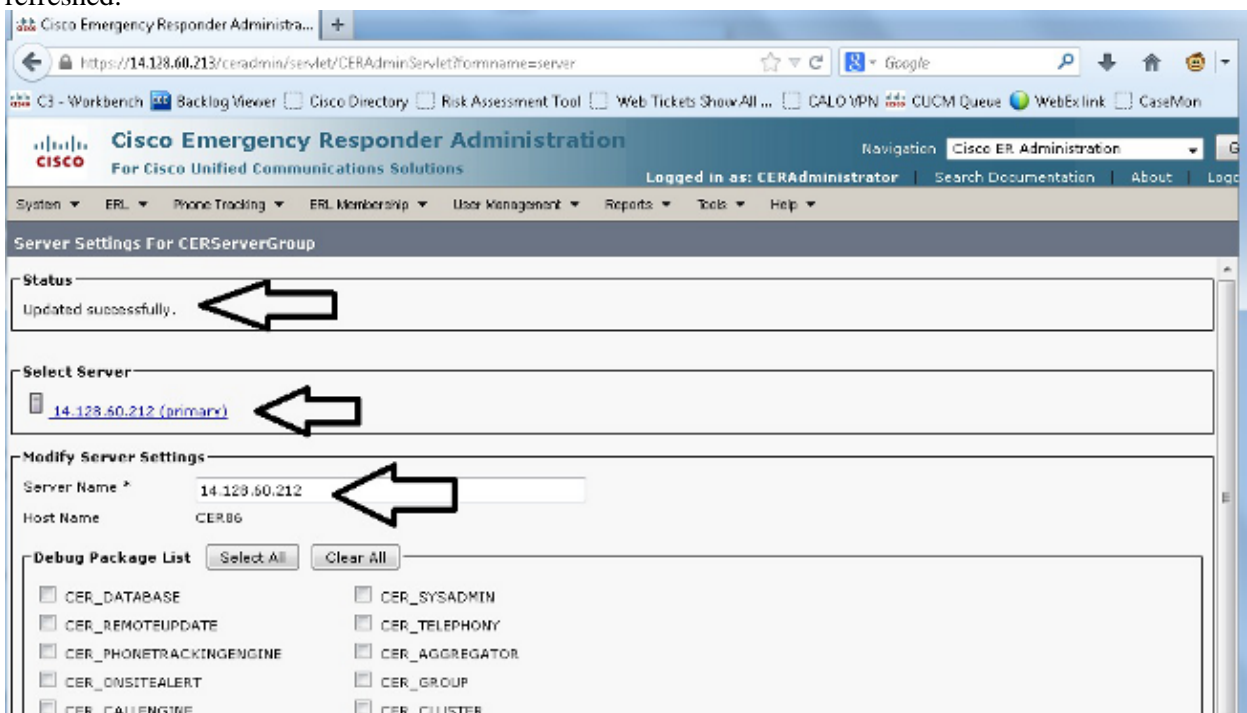 refreshed.
Cisco Emergency Responder Administra... +
https://14.128.60.213/ceradmin/servlet/CERAdminServlet?formname=server
Google
C3 - Workbench Backlog Viewer Cisco Directory Risk Assessment Tool Web Tickets Show All ... CALO VPN CUCM Queue WebEx link CaseMon
CISCO
Cisco Emergency Responder Administration
For Cisco Unified Communications Solutions
Navigation Cisco ER Administration G
Logged in as: CERAdministrator | Search Documentation | About | Logo
System ERL Phone Tracking ERL Membership User Management Reports Tools Help
Server Settings For CERServerGroup
Status
Updated successfully.
Select Server
14.128.60.212 (primary)
Modify Server Settings
Server Name * 14.128.60.212
Host Name CER86
Debug Package List Select All Clear All
CER_DATABASE CER_SYSADMIN
CER_REMOTEUPDATE CER_TELEPHONY
CER_PHONETRACKINGENGINE CER_AGGREGATOR
CER_ONSITEALERT CER_GROUP
CER_CALLENGINE CER_CLUSTER